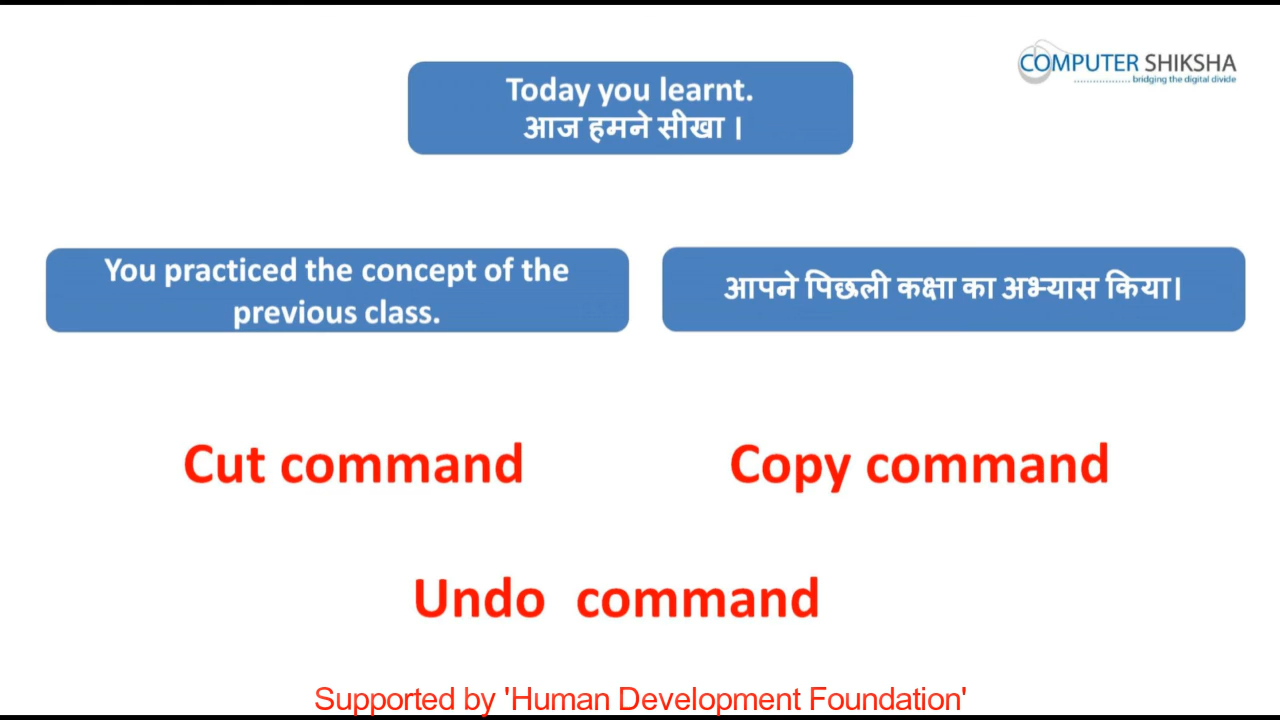 COMPUTER SHIKSHA
.................. bridging the digital divide
Today you learnt.
आज हमने सीखा ।
You practiced the concept of the
previous class.
आपने पिछली कक्षा का अभ्यास किया।
Cut command
Copy command
Undo command
Supported by 'Human Development Foundation'